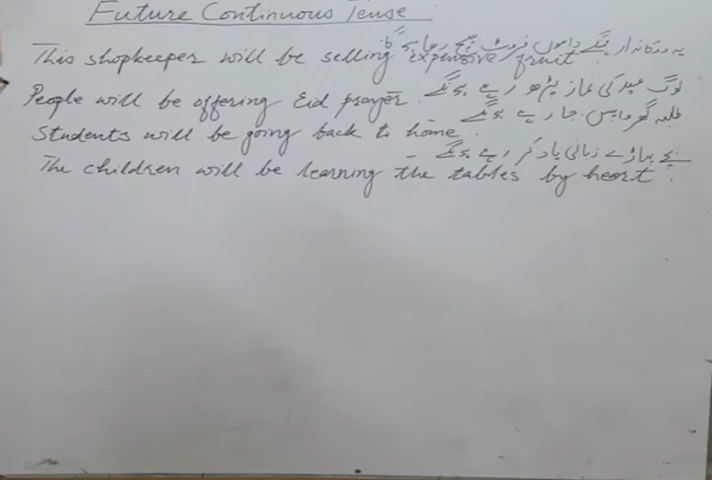 Future Continuous Tense
یہ دوکاندار مہنگے داموں فروٹ بیچ رہا ہوگا
This shopkeeper will be selling expensive fruit.
لوگ عید کی نماز پڑھ رہے ہونگے
People will be offering Eid prayer.
طلبہ گھر واپس جا رہے ہونگے
Students will be going back to home.
بچے پہاڑے زبانی یاد کر رہے ہونگے
The children will be learning the tables by heart.